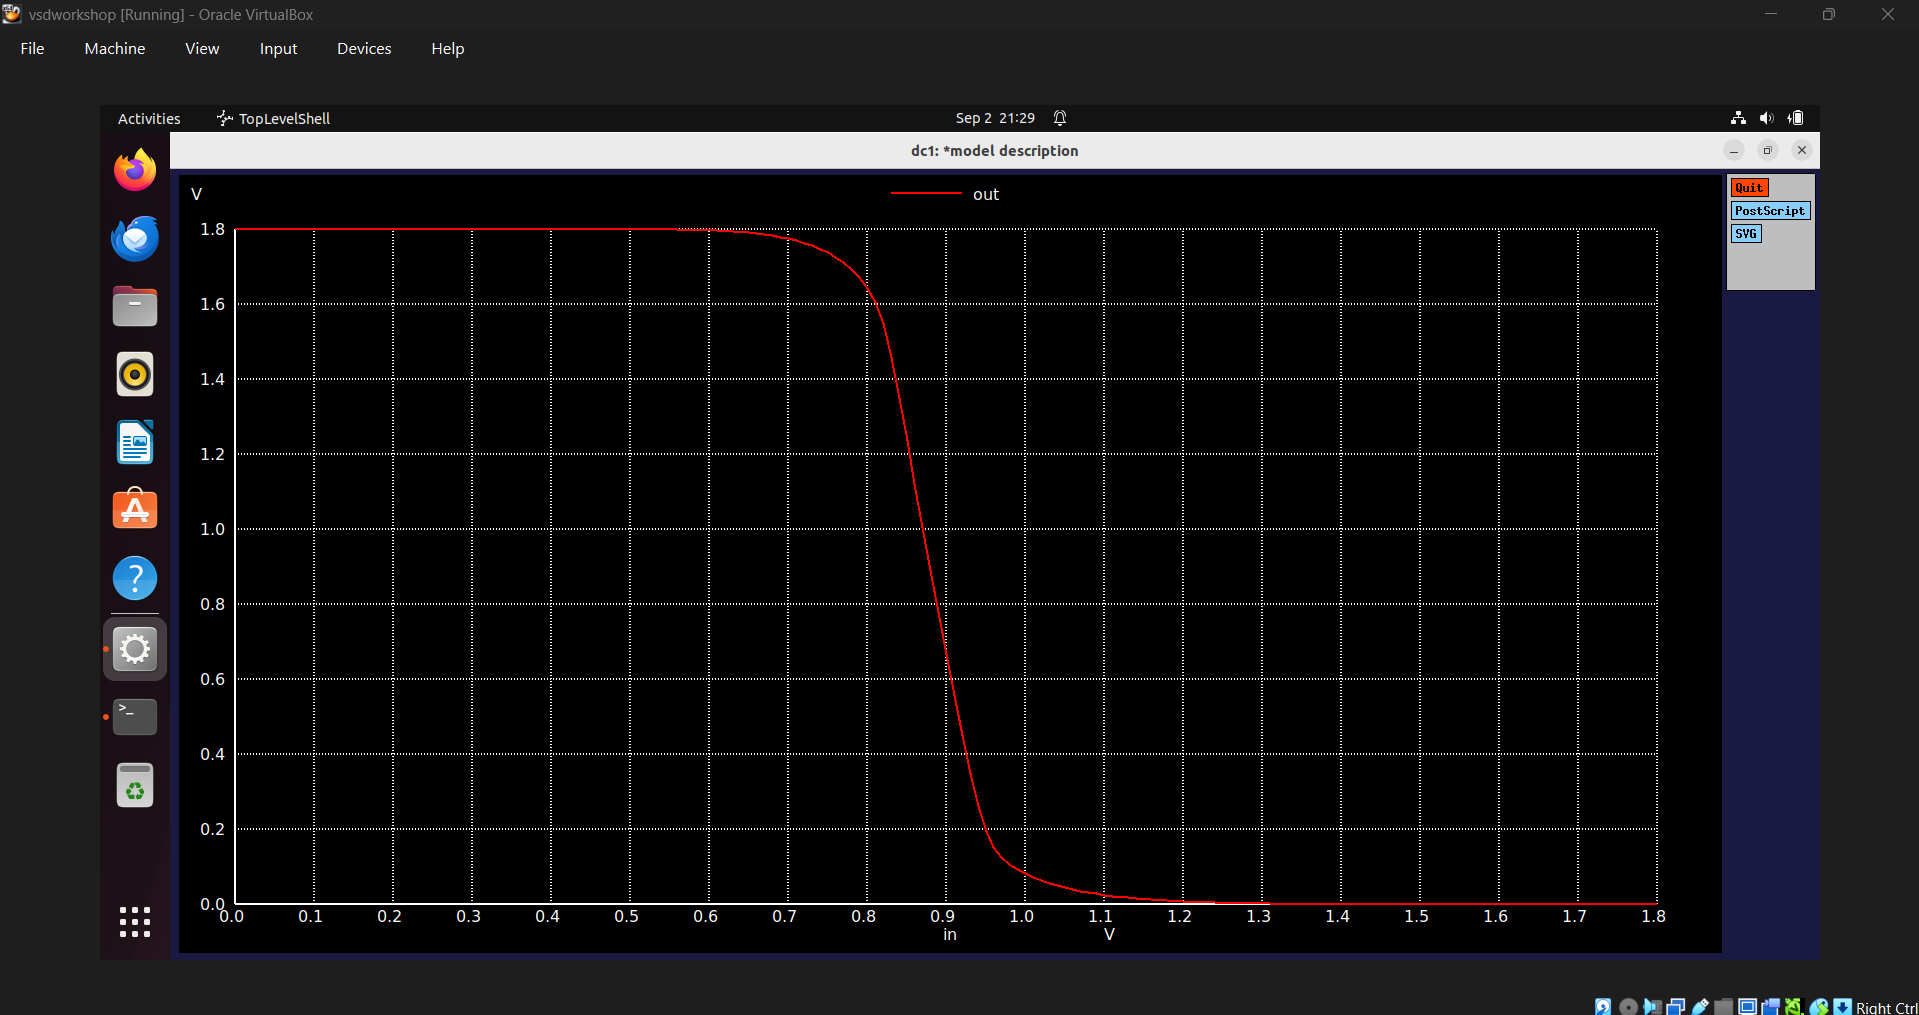 vsdworkshop [Running] - Oracle VirtualBox
File Machine View Input Devices Help
Activities TopLevelShell Sep 2 21:29
dc1: *model description
V out
Quit
PostScript
SVG
1.8
1.6
1.4
1.2
1.0
0.8
0.6
0.4
0.2
0.0
0.0 0.1 0.2 0.3 0.4 0.5 0.6 0.7 0.8 0.9 1.0 1.1 1.2 1.3 1.4 1.5 1.6 1.7 1.8
in V
Right Ctrl